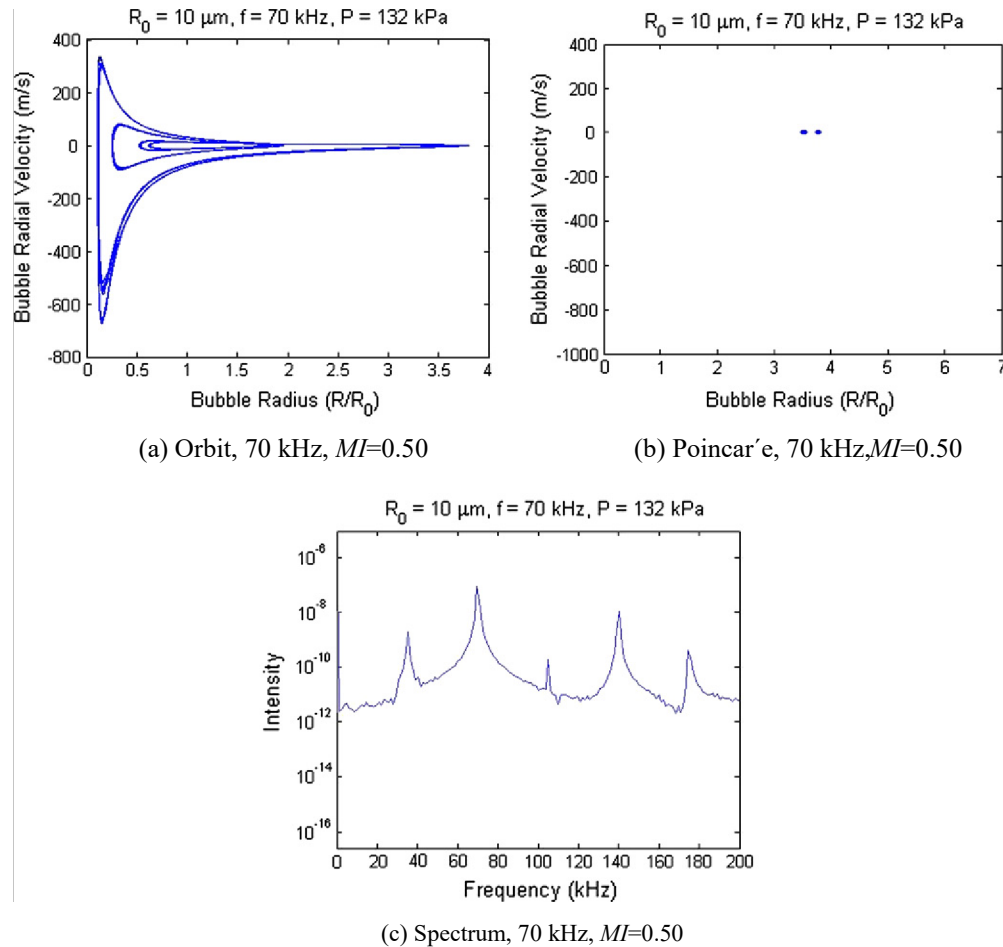 R0 = 10 μm, f = 70 kHz, P = 132 kPa
400
200
0
-200
-400
-600
-800
0 0.5 1 1.5 2 2.5 3 3.5 4
Bubble Radial Velocity (m/s)
Bubble Radius (R/R0)
(a) Orbit, 70 kHz, MI=0.50
R0 = 10 μm, f = 70 kHz, P = 132 kPa
400
200
0
-200
-400
-600
-800
-1000
0 1 2 3 4 5 6 7
Bubble Radial Velocity (m/s)
Bubble Radius (R/R0)
(b) Poincar´e, 70 kHz,MI=0.50
R0 = 10 μm, f = 70 kHz, P = 132 kPa
10-6
10-8
10-10
10-12
10-14
10-16
0 20 40 60 80 100 120 140 160 180 200
Intensity
Frequency (kHz)
(c) Spectrum, 70 kHz, MI=0.50